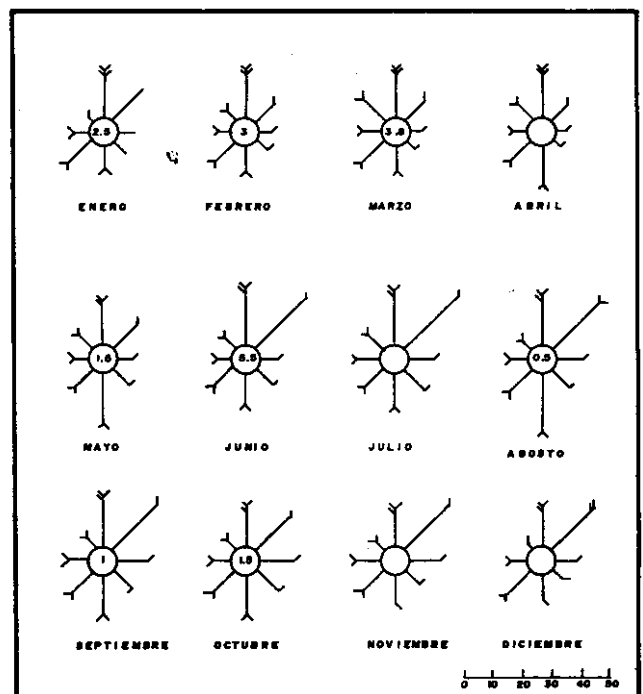 2.5 3 3.8
ENERO FEBRERO MARZO ABRIL
1.6 5.5 0.5
MAYO JUNIO JULIO AGOSTO
1 1.5
SEPTIEMBRE OCTUBRE NOVIEMBRE DICIEMBRE
0 10 20 30 40 50